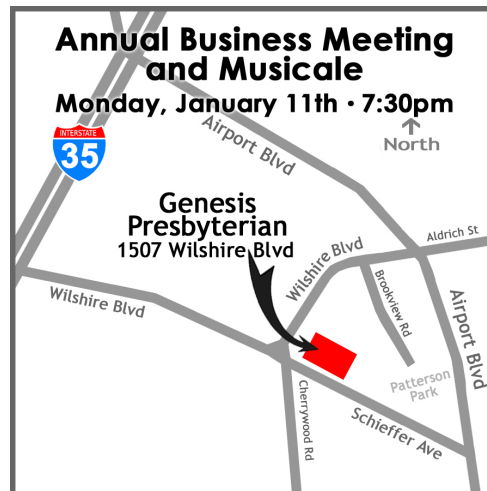 Annual Business Meeting
and Musicale
Monday, January 11th • 7:30pm
North
INTERSTATE
35
Airport Blvd
Genesis
Presbyterian
1507 Wilshire Blvd
Wilshire Blvd
Aldrich St
Wilshire Blvd
Brookview Rd
Airport Blvd
Patterson
Park
Cherrywood Rd
Schieffer Ave